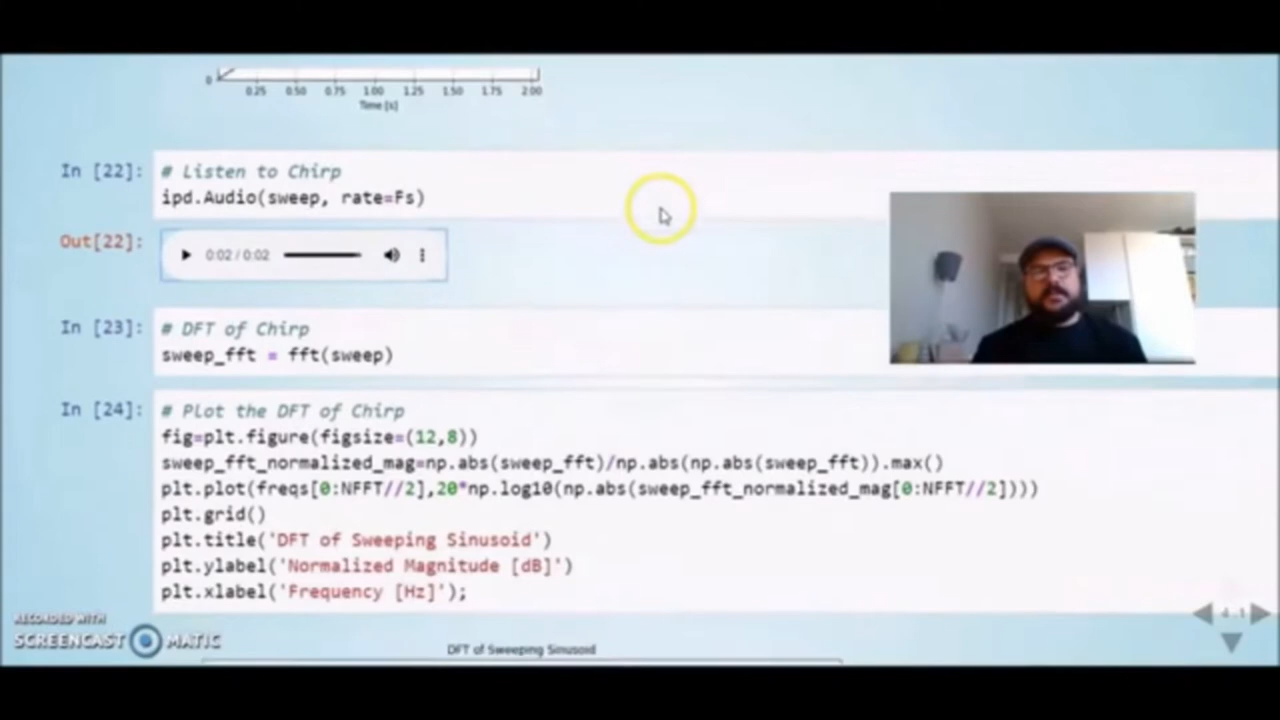 0
0.25 0.50 0.75 1.00 1.25 1.50 1.75 2.00
Time [s]
In [22]:
# Listen to Chirp
ipd.Audio(sweep, rate=Fs)
Out[22]:
0:02 / 0:02
In [23]:
# DFT of Chirp
sweep_fft = fft(sweep)
In [24]:
# Plot the DFT of Chirp
fig=plt.figure(figsize=(12,8))
sweep_fft_normalized_mag=np.abs(sweep_fft)/np.abs(np.abs(sweep_fft)).max()
plt.plot(freqs[0:NFFT//2],20*np.log10(np.abs(sweep_fft_normalized_mag[0:NFFT//2])))
plt.grid()
plt.title('DFT of Sweeping Sinusoid')
plt.ylabel('Normalized Magnitude [dB]')
plt.xlabel('Frequency [Hz]');
RECORDED WITH
SCREENCAST MATIC
DFT of Sweeping Sinusoid